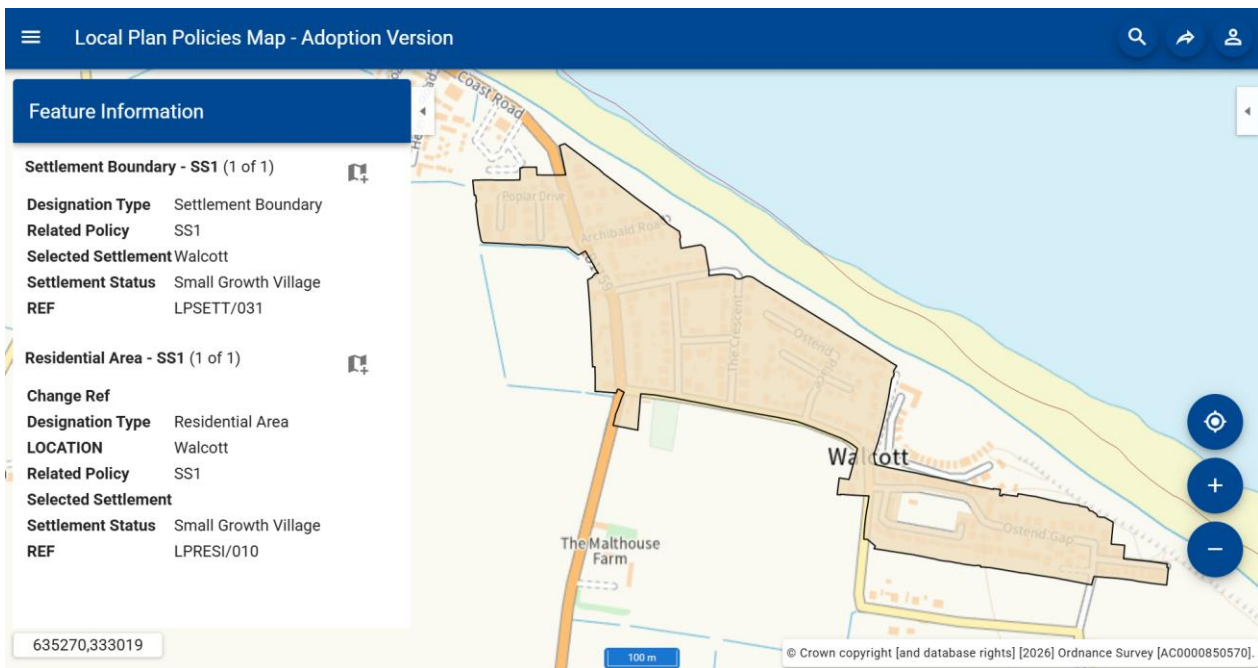 Local Plan Policies Map - Adoption Version
Feature Information
Settlement Boundary - SS1 (1 of 1)
Designation Type Settlement Boundary
Related Policy SS1
Selected Settlement Walcott
Settlement Status Small Growth Village
REF LPSETT/031
Residential Area - SS1 (1 of 1)
Change Ref
Designation Type Residential Area
LOCATION Walcott
Related Policy SS1
Selected Settlement
Settlement Status Small Growth Village
REF LPRESI/010
635270,333019
Coast Road
Poplar Drive
Archibald Road
The Crescent
Ostend Place
Walcott
Ostend Gap
The Malthouse
Farm
100 m
© Crown copyright [and database rights] [2026] Ordnance Survey [AC0000850570].